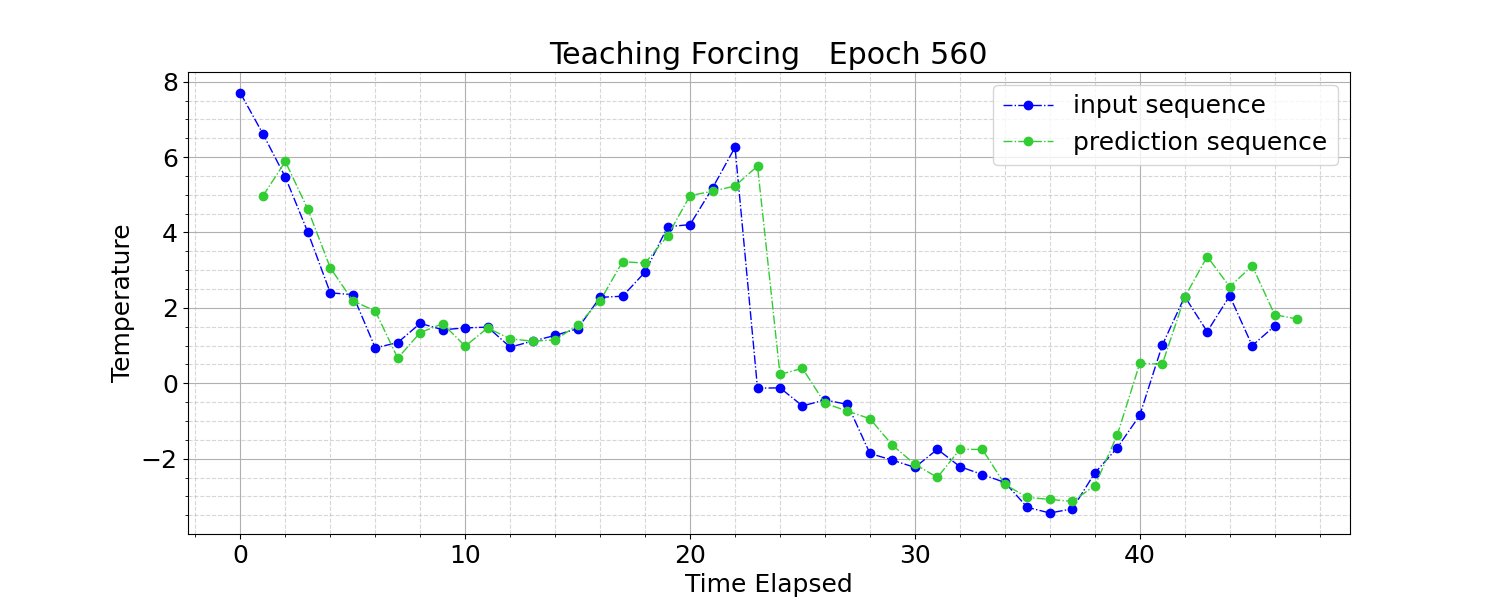 Teaching Forcing   Epoch 560
input sequence
prediction sequence
Temperature
8
6
4
2
0
−2
0 10 20 30 40
Time Elapsed